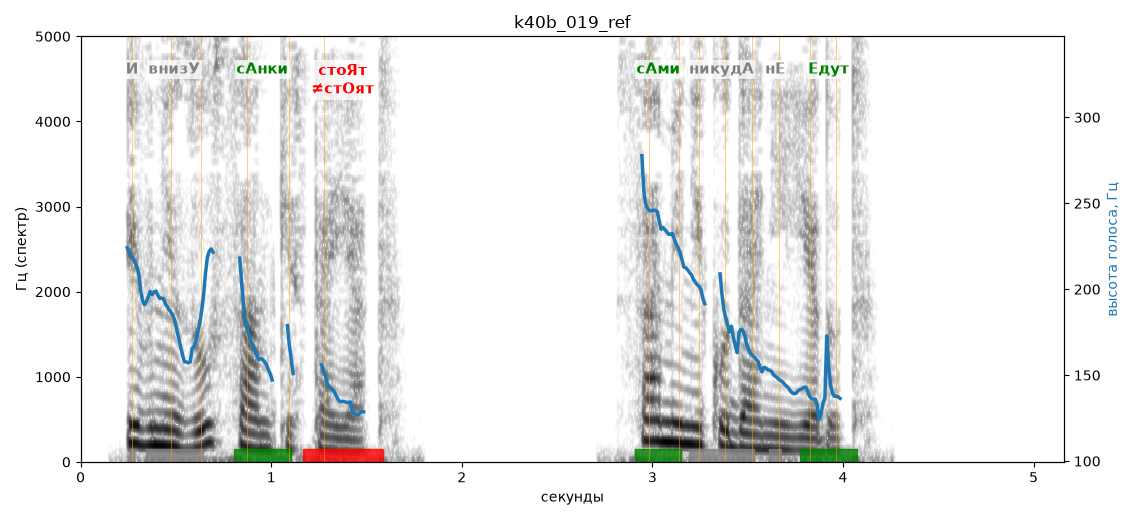 k40b_019_ref
5000
4000
3000
2000
1000
0
Гц (спектр)
И внизУ сАнки стоЯт
≠стОят
сАми никудА нЕ Едут
300
250
200
150
100
высота голоса, Гц
0 1 2 3 4 5
секунды